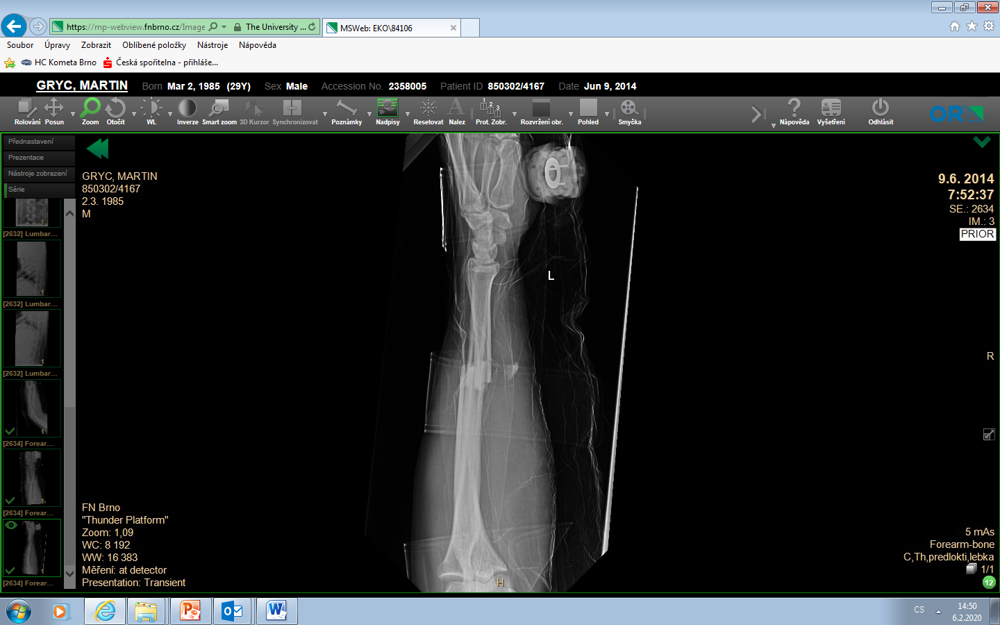 https://mp-webview.fnbrno.cz/Image
The University ...
MSWeb: EKO\84106
Soubor Úpravy Zobrazit Oblíbené položky Nástroje Nápověda
HC Kometa Brno Česká spořitelna - přihláše...
GRYC, MARTIN Born Mar 2, 1985 (29Y) Sex Male Accession No. 2358005 Patient ID 850302/4167 Date Jun 9, 2014
Rolování Posun Zoom Otočit WL Inverze Smart zoom 3D Kurzor Synchronizovat Poznámky Nadpisy Resetovat Nalez Prot. Zobr. Rozvržení obr. Pohled Smyčka Nápověda Vyšetření Odhlásit
Přednastavení
Prezentace
Nástroje zobrazení
Série
1
[2632] Lumbar...
1
[2632] Lumbar...
1
[2632] Lumbar...
1
[2634] Forear...
1
[2634] Forear...
1
[2634] Forear...
GRYC, MARTIN
850302/4167
2.3. 1985
M
9.6. 2014
7:52:37
SE.: 2634
IM.: 3
PRIOR
L
R
FN Brno
"Thunder Platform"
Zoom: 1,09
WC: 8 192
WW: 16 383
Měření: at detector
Presentation: Transient
H
5 mAs
Forearm-bone
C,Th,predlokti,lebka
1/1
12
CS
14:50
6.2.2020